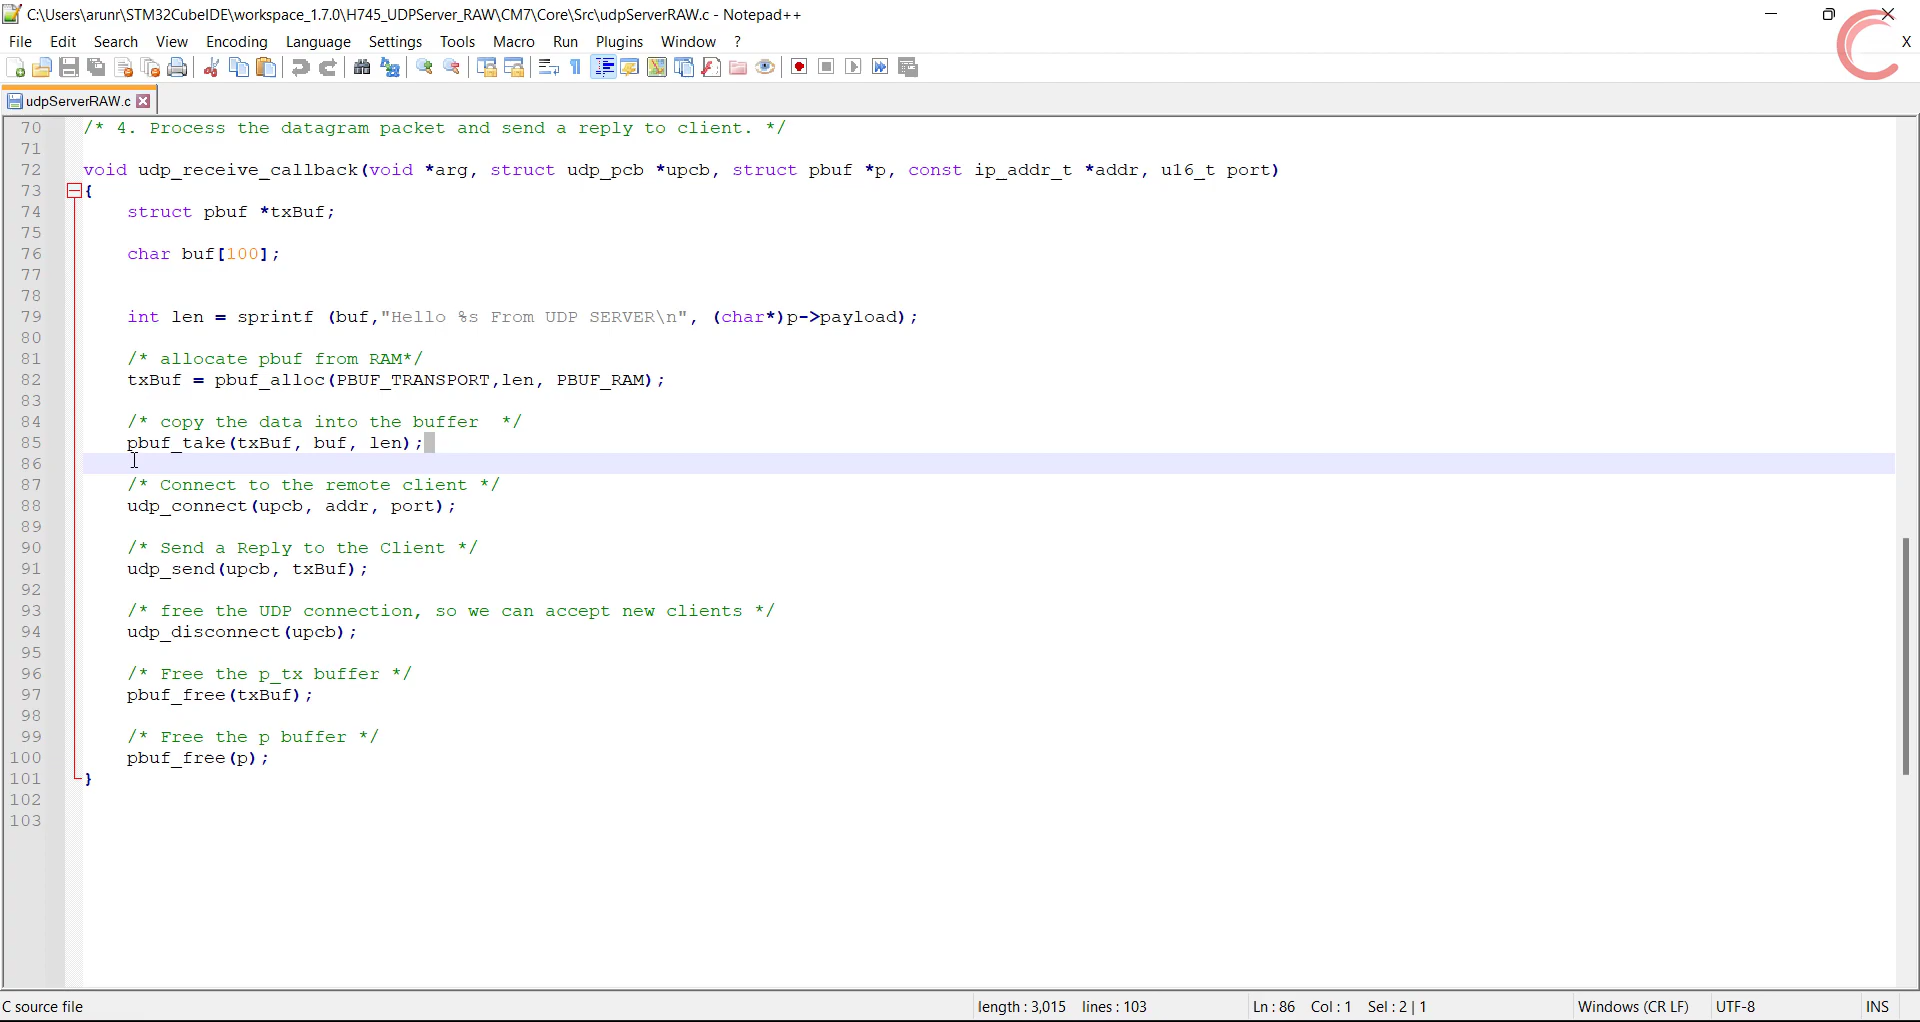 C:\Users\arunr\STM32CubeIDE\workspace_1.7.0\H745_UDPServer_RAW\CM7\Core\Src\udpServerRAW.c - Notepad++
File Edit Search View Encoding Language Settings Tools Macro Run Plugins Window ? X
udpServerRAW.c
70 /* 4. Process the datagram packet and send a reply to client. */
71
72 void udp_receive_callback(void *arg, struct udp_pcb *upcb, struct pbuf *p, const ip_addr_t *addr, u16_t port)
73 {
74 struct pbuf *txBuf;
75
76 char buf[100];
77
78
79 int len = sprintf (buf,"Hello %s From UDP SERVER\n", (char*)p->payload);
80
81 /* allocate pbuf from RAM*/
82 txBuf = pbuf_alloc(PBUF_TRANSPORT,len, PBUF_RAM);
83
84 /* copy the data into the buffer  */
85 pbuf_take(txBuf, buf, len);
86
87 /* Connect to the remote client */
88 udp_connect(upcb, addr, port);
89
90 /* Send a Reply to the Client */
91 udp_send(upcb, txBuf);
92
93 /* free the UDP connection, so we can accept new clients */
94 udp_disconnect(upcb);
95
96 /* Free the p_tx buffer */
97 pbuf_free(txBuf);
98
99 /* Free the p buffer */
100 pbuf_free(p);
101 }
102
103
C source file length : 3,015 lines : 103 Ln : 86 Col : 1 Sel : 2 | 1 Windows (CR LF) UTF-8 INS